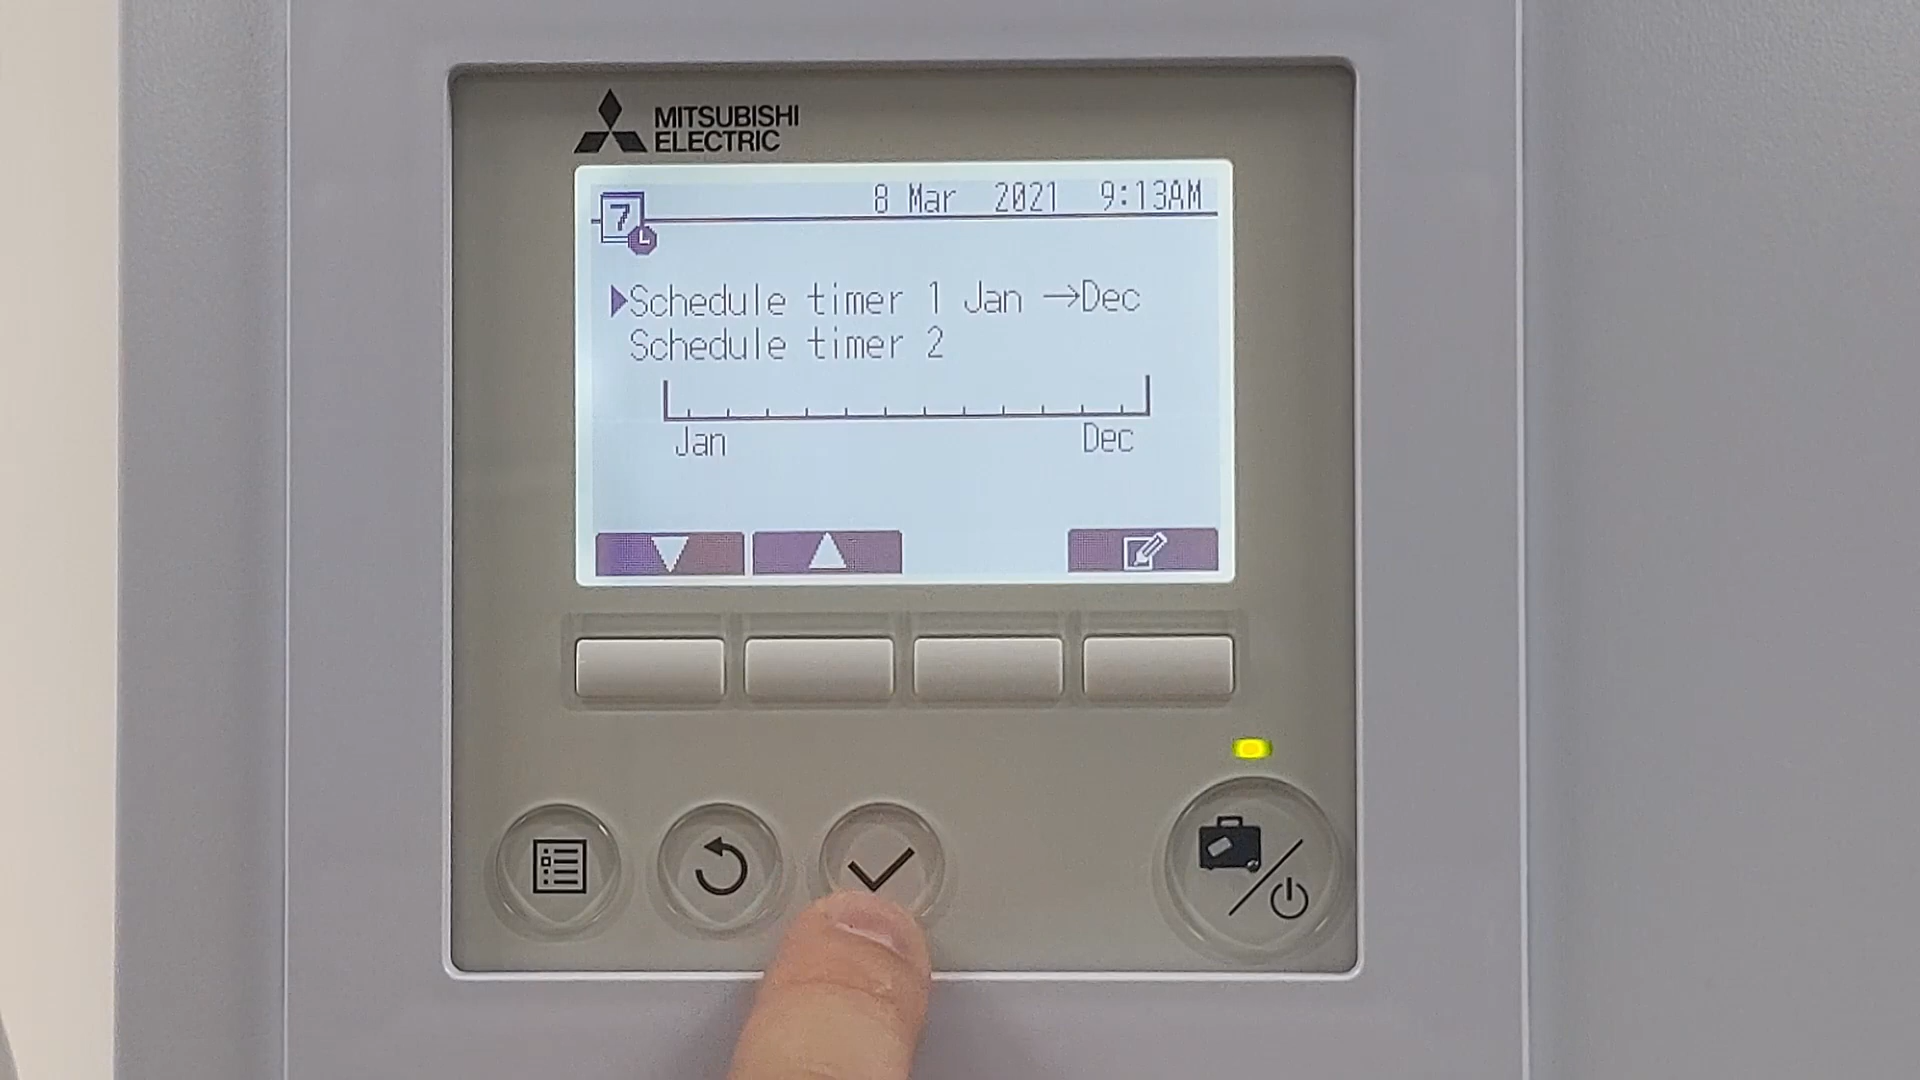 MITSUBISHI
ELECTRIC
7
8 Mar 2021 9:13AM
Schedule timer 1 Jan →Dec
Schedule timer 2
Jan Dec